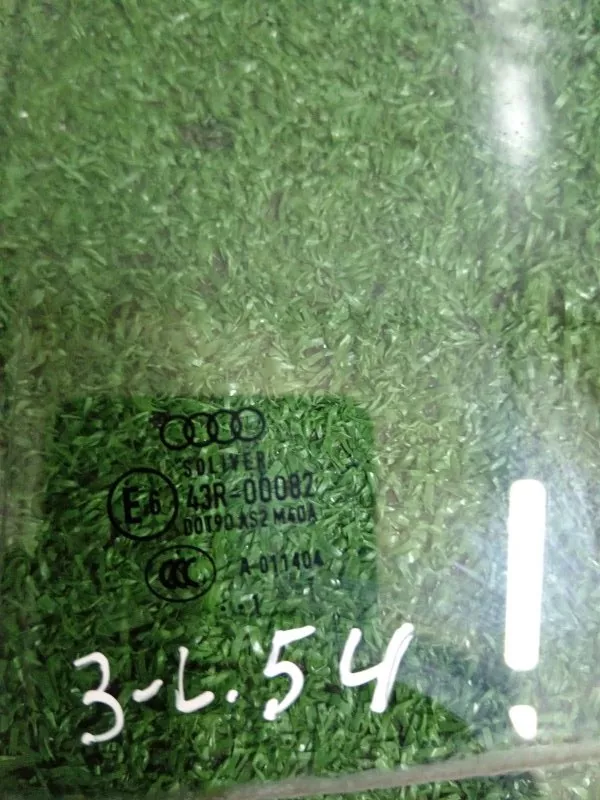 SOLIVER
E6 43R-00082
DOT90 AS2 M40A
CCC A 011404
3-L.54